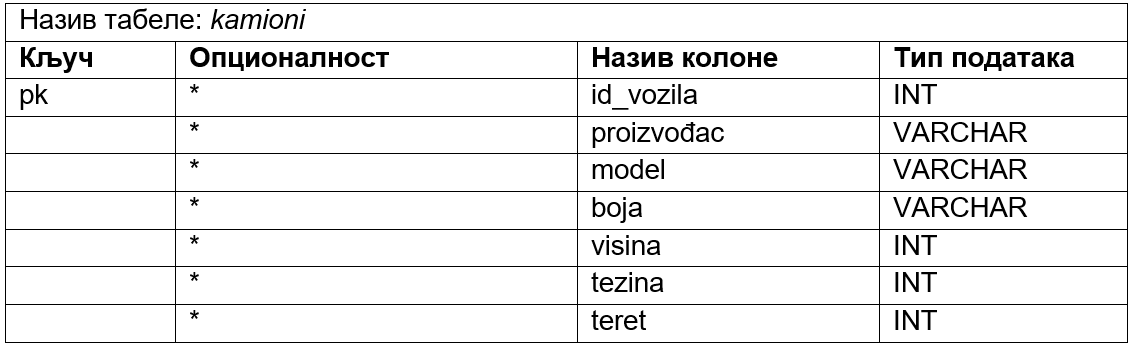 Назив табеле: kamioni
Кључ Опционалност Назив колоне Тип података
pk * id_vozila INT
* proizvođac VARCHAR
* model VARCHAR
* boja VARCHAR
* visina INT
* tezina INT
* teret INT